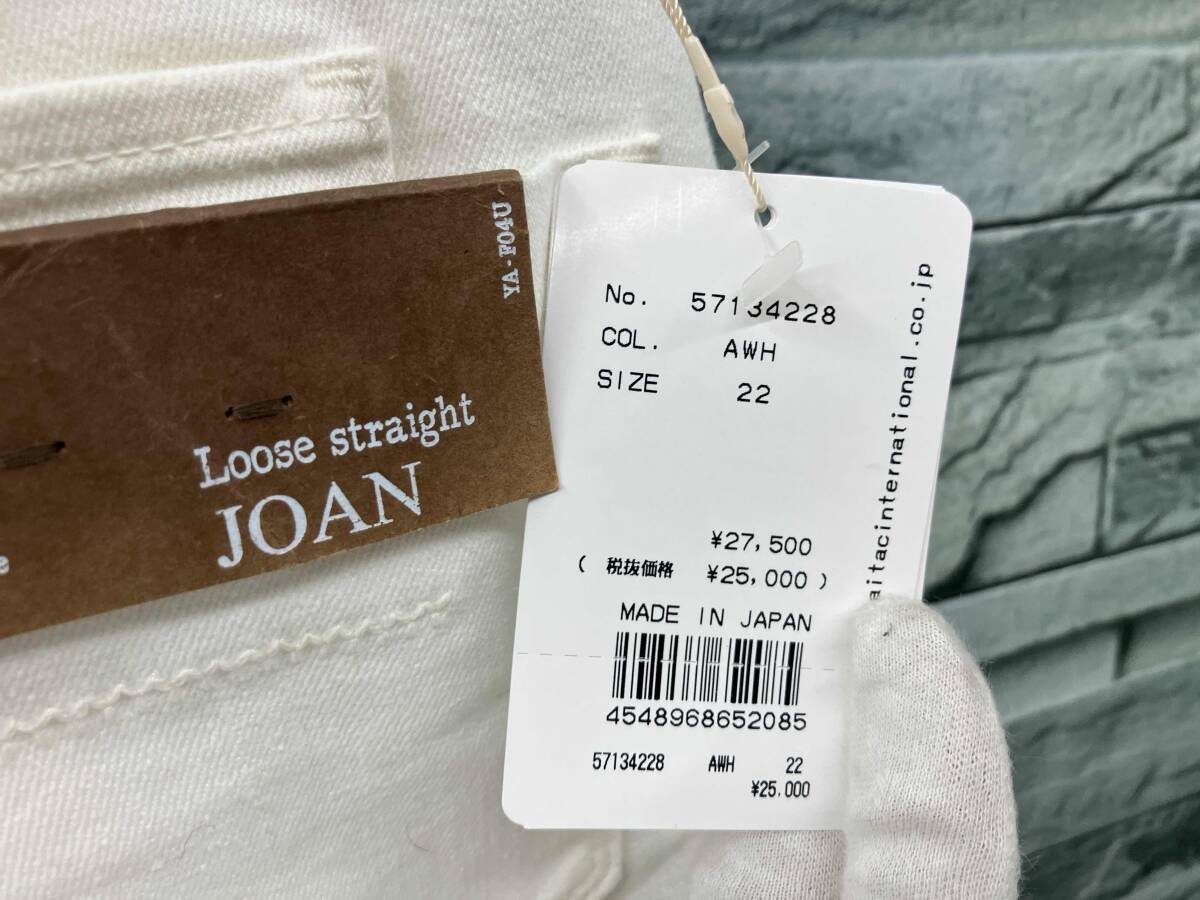 YA-F04U
Loose straight
JOAN
No. 57134228
COL. AWH
SIZE 22
¥27,500
( 税抜価格 ¥25,000 )
MADE IN JAPAN
4548968652085
57134228 AWH 22
¥25,000
aitacinternational.co.jp